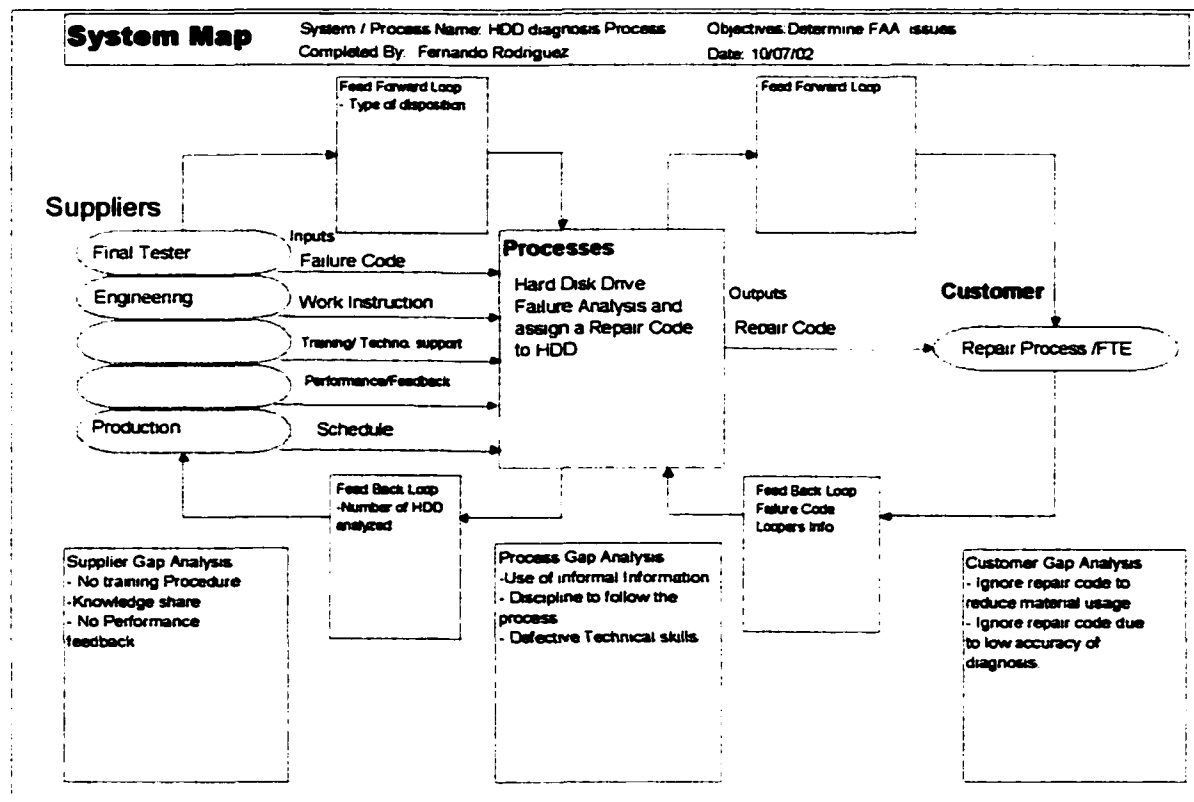 System Map
System / Process Name: HDD diagnosis Process
Objectives: Determine FAA issues
Completed By: Fernando Rodriguez
Date: 10/07/02
Feed Forward Loop
- Type of disposition
Feed Forward Loop
Suppliers
Inputs
Final Tester
Failure Code
Engineering
Work Instruction
Training/ Techno. support
Performance/Feedback
Production
Schedule
Processes
Hard Disk Drive
Failure Analysis and
assign a Repair Code
to HDD
Outputs
Repair Code
Customer
Repair Process /FTE
Feed Back Loop
-Number of HDD
analyzed
Feed Back Loop
Failure Code
Loopers Info
Supplier Gap Analysis
- No training Procedure
-Knowledge share
- No Performance
feedback
Process Gap Analysis
-Use of informal Information
- Discipline to follow the
process
- Defective Technical skills
Customer Gap Analysis
- Ignore repair code to
reduce material usage
- Ignore repair code due
to low accuracy of
diagnosis.